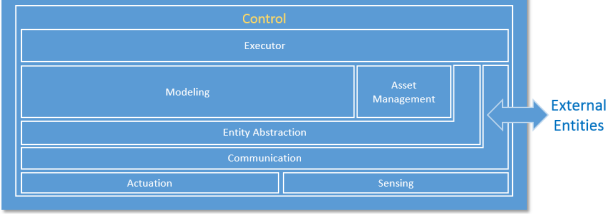 Control
Executor
Modeling
Asset
Management
Entity Abstraction
Communication
Actuation
Sensing
External
Entities